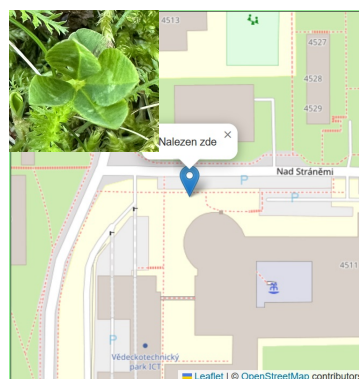 4513
4527
4528
4529
Nalezen zde ×
Nad Stráněmi
P
P
4511
P
Vědeckotechnický
park ICT
Leaflet | © OpenStreetMap contributors